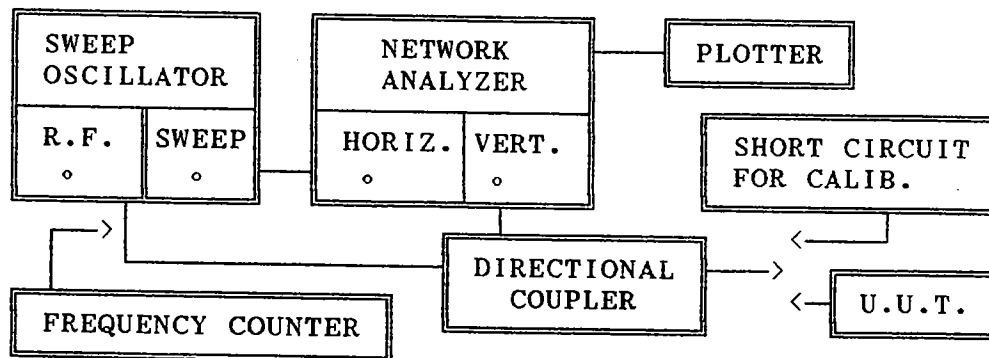 SWEEP
OSCILLATOR
R.F.
SWEEP
NETWORK
ANALYZER
HORIZ.
VERT.
PLOTTER
SHORT CIRCUIT
FOR CALIB.
DIRECTIONAL
COUPLER
U.U.T.
FREQUENCY COUNTER